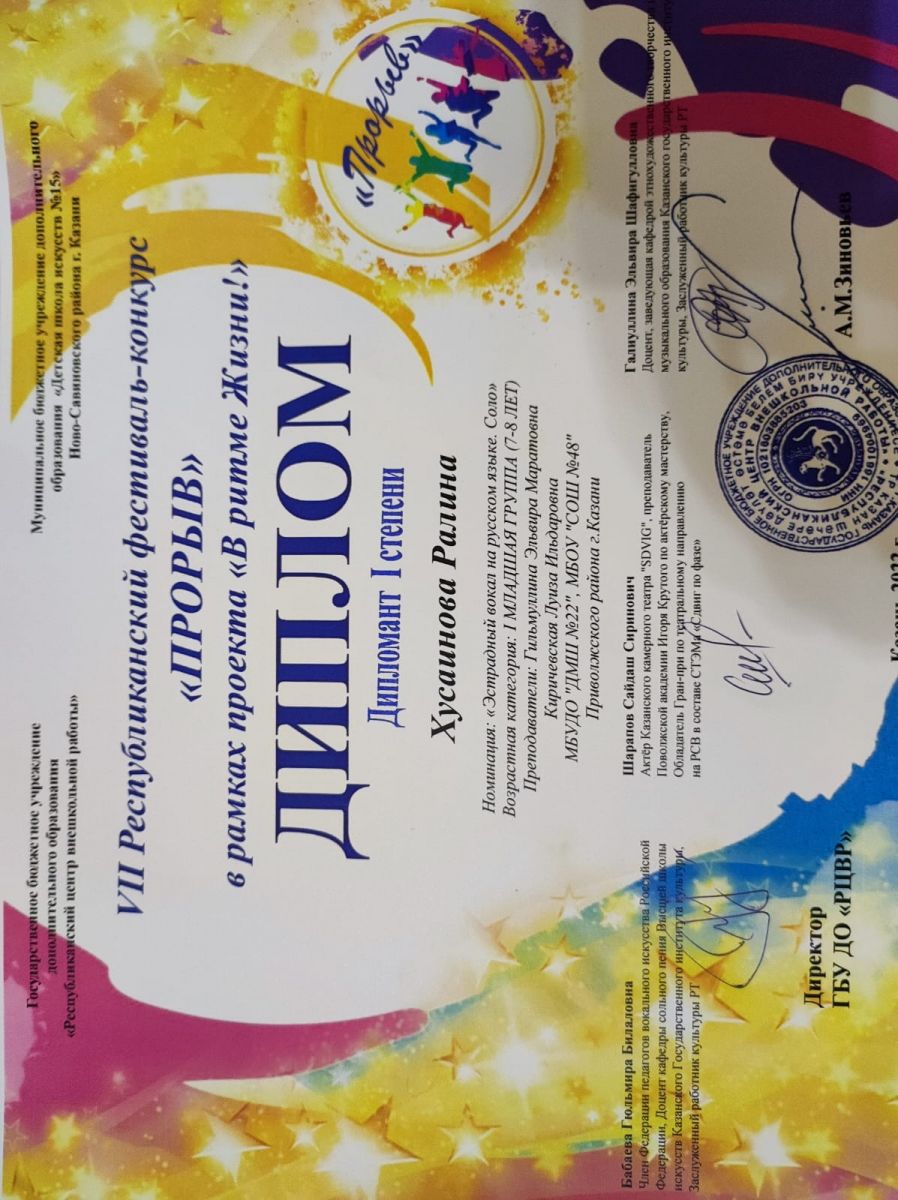 Государственное бюджетное учреждение
дополнительного образования
«Республиканский центр внешкольной работы»
Муниципальное бюджетное учреждение дополнительного
образования «Детская школа искусств №15»
Ново-Савиновского района г. Казани
«Прорыв»
VII Республиканский фестиваль-конкурс
«ПРОРЫВ»
в рамках проекта «В ритме Жизни!»
ДИПЛОМ
Дипломант I степени
Хусаинова Ралина
Номинация: «Эстрадный вокал на русском языке. Соло»
Возрастная категория: I МЛАДШАЯ ГРУППА (7-8 ЛЕТ)
Преподаватели: Гильмуллина Эльвира Маратовна
Киричевская Луиза Ильдаровна
МБУДО "ДМШ №22", МБОУ "СОШ №48"
Приволжского района г.Казани
Бабаева Гюльмира Билаловна
Член Федерации педагогов вокального искусства Российской
Федерации, Доцент кафедры сольного пения Высшей школы
искусств Казанского Государственного института культуры,
Заслуженный работник культуры РТ
Шарапов Сайдаш Сиринович
Актёр Казанского камерного театра "SDVIG", преподаватель
Поволжской академии Игоря Крутого по актёрскому мастерству,
Обладатель Гран-при по театральному направлению
на РСВ в составе СТЭМа «Сдвиг по фазе»
Галиуллина Эльвира Шафигулловна
Доцент, заведующая кафедрой этнохудожественного творчества и
музыкального образования Казанского государственного
культуры, Заслуженный работник культуры РТ
Директор
ГБУ ДО «РЦВР»
А.М.Зиновьев
ОГРН 1021603885203
Казань, 2022 г.